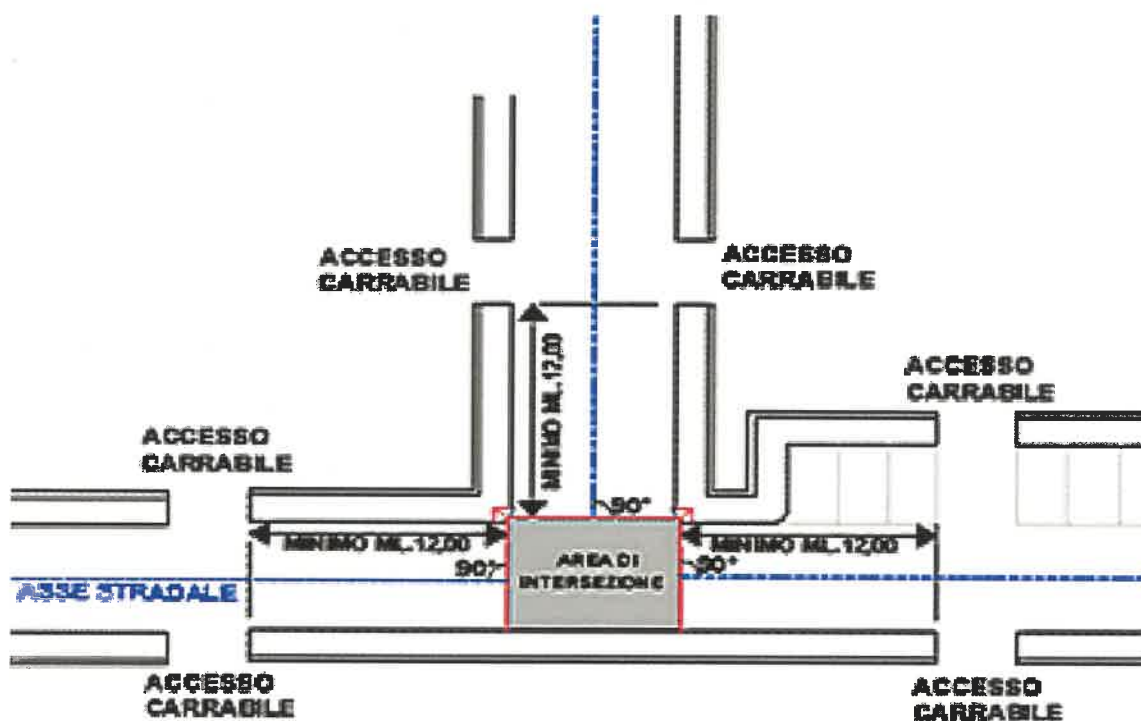 ACCESSO
CARRABILE
ACCESSO
CARRABILE
MINIMO ML. 12,00
ACCESSO
CARRABILE
ACCESSO
CARRABILE
90°
MINIMO ML. 12,00
AREA DI
INTERSEZIONE
MINIMO ML. 12,00
90°
90°
ASSE STRADALE
ACCESSO
CARRABILE
ACCESSO
CARRABILE